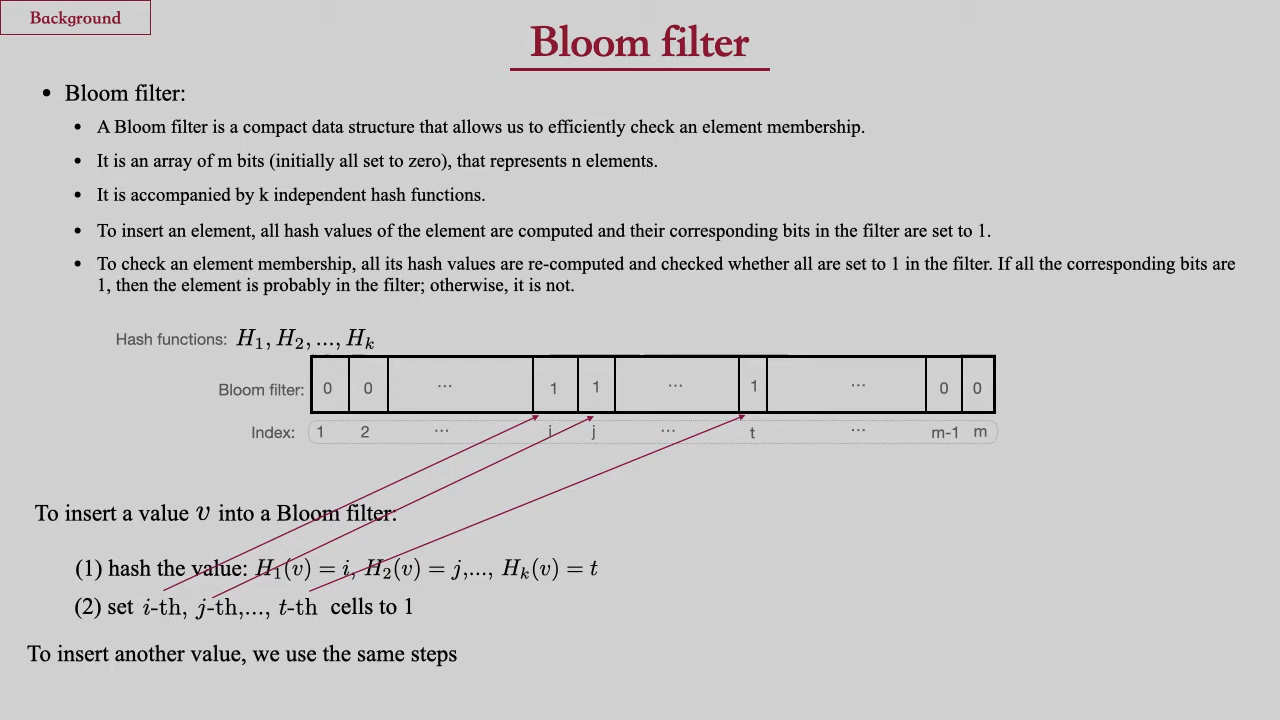 Background
Bloom filter
• Bloom filter:
• A Bloom filter is a compact data structure that allows us to efficiently check an element membership.
• It is an array of m bits (initially all set to zero), that represents n elements.
• It is accompanied by k independent hash functions.
• To insert an element, all hash values of the element are computed and their corresponding bits in the filter are set to 1.
• To check an element membership, all its hash values are re-computed and checked whether all are set to 1 in the filter. If all the corresponding bits are
1, then the element is probably in the filter; otherwise, it is not.
Hash functions: H₁, H₂, ..., Hₖ
Bloom filter: 0 0 ... 1 1 ... 1 ... 0 0
Index: 1 2 ... i j ... t ... m-1 m
To insert a value v into a Bloom filter:
(1) hash the value: H₁(v) = i, H₂(v) = j,..., Hₖ(v) = t
(2) set i-th, j-th,..., t-th cells to 1
To insert another value, we use the same steps